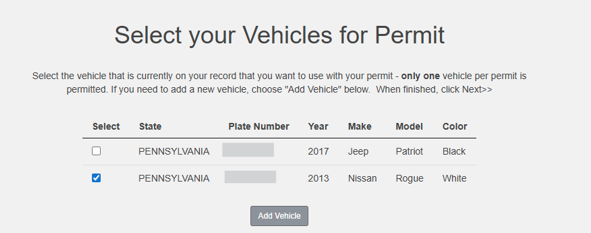 Select your Vehicles for Permit
Select the vehicle that is currently on your record that you want to use with your permit - only one vehicle per permit is
permitted. If you need to add a new vehicle, choose "Add Vehicle" below. When finished, click Next>>
Select State Plate Number Year Make Model Color
PENNSYLVANIA 2017 Jeep Patriot Black
PENNSYLVANIA 2013 Nissan Rogue White
Add Vehicle